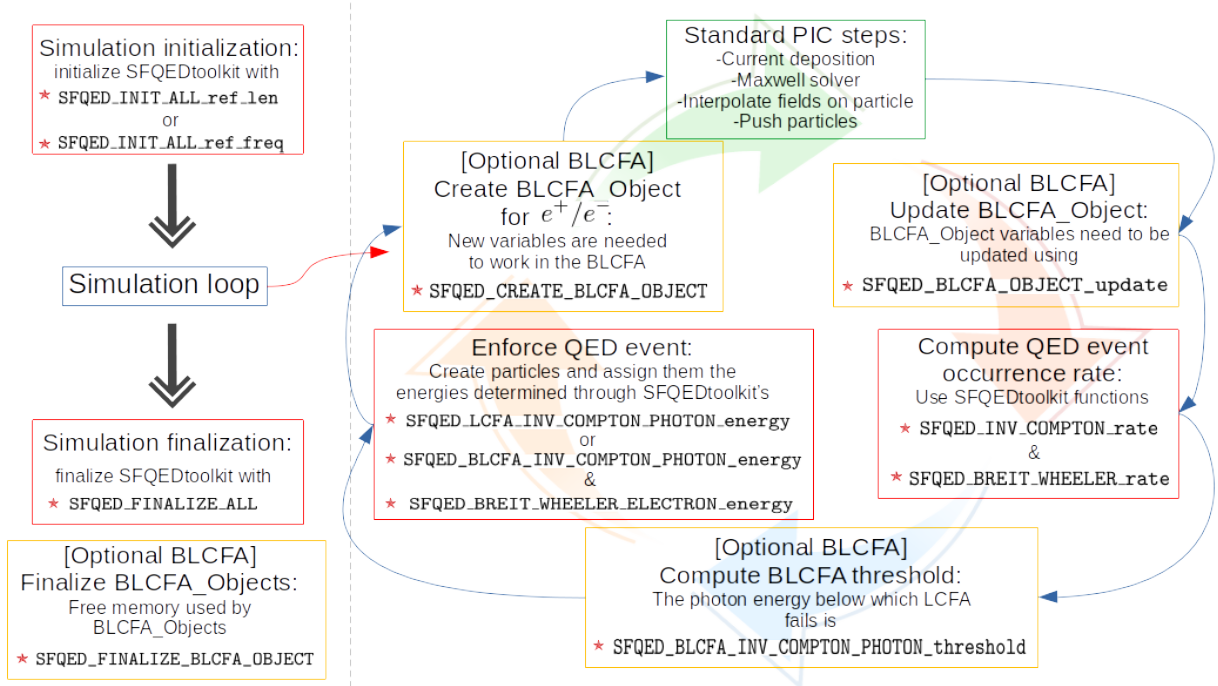 Simulation initialization:
initialize SFQEDtoolkit with
* SFQED_INIT_ALL_ref_len
or
* SFQED_INIT_ALL_ref_freq
Simulation loop
Simulation finalization:
finalize SFQEDtoolkit with
* SFQED_FINALIZE_ALL
[Optional BLCFA]
Finalize BLCFA_Objects:
Free memory used by
BLCFA_Objects
* SFQED_FINALIZE_BLCFA_OBJECT
Standard PIC steps:
-Current deposition
-Maxwell solver
-Interpolate fields on particle
-Push particles
[Optional BLCFA]
Create BLCFA_Object
for e⁺/e⁻:
New variables are needed
to work in the BLCFA
* SFQED_CREATE_BLCFA_OBJECT
[Optional BLCFA]
Update BLCFA_Object:
BLCFA_Object variables need to be
updated using
* SFQED_BLCFA_OBJECT_update
Compute QED event
occurrence rate:
Use SFQEDtoolkit functions
* SFQED_INV_COMPTON_rate
&
* SFQED_BREIT_WHEELER_rate
[Optional BLCFA]
Compute BLCFA threshold:
The photon energy below which LCFA
fails is
* SFQED_BLCFA_INV_COMPTON_PHOTON_threshold
Enforce QED event:
Create particles and assign them the
energies determined through SFQEDtoolkit's
* SFQED_LCFA_INV_COMPTON_PHOTON_energy
or
* SFQED_BLCFA_INV_COMPTON_PHOTON_energy
&
* SFQED_BREIT_WHEELER_ELECTRON_energy